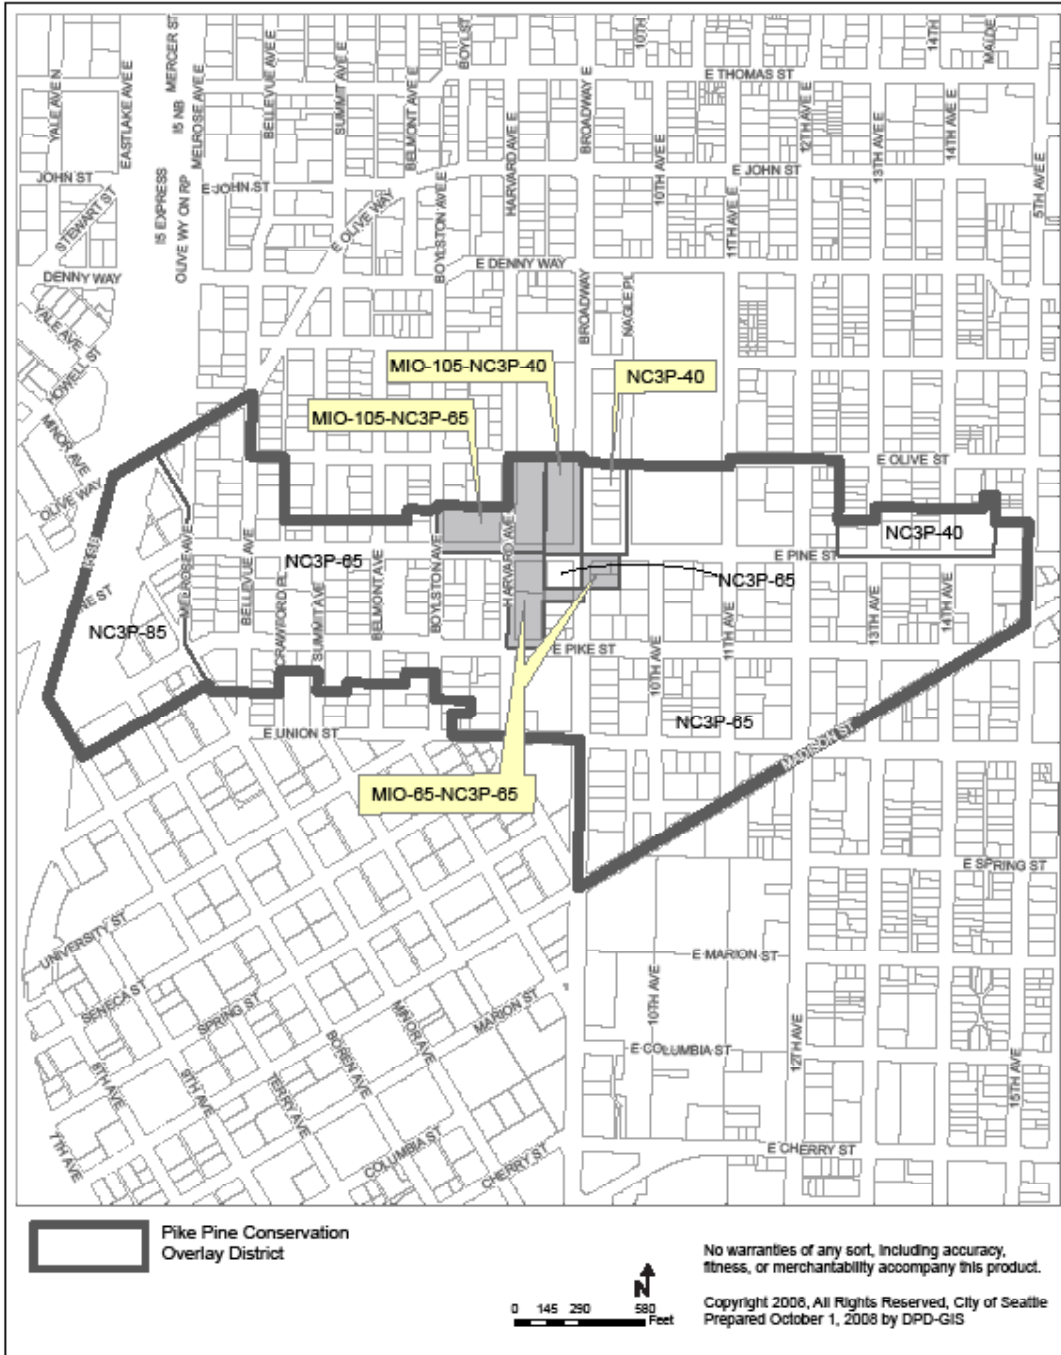 YALE AVE N
EASTLAKE AVE E
I5 NB
MERCER ST
MELROSE AVE E
BELLEVUE AVE E
SUMMIT AVE E
BELMONT AVE E
BOYLST
HARVARD AVE E
BROADWAY E
10TH
E THOMAS ST
12TH AVE E
13TH AVE E
14TH AVE E
14TH
MALDE
JOHN ST
STEWART ST
I5 EXPRESS
OLIVE WY ON RP
E JOHN ST
E OLIVE WAY
BOYLSTON AVE E
10TH AVE E
11TH AVE E
E JOHN ST
5TH AVE E
DENNY WAY
E DENNY WAY
BROADWAY
NAGLE PL
YALE AVE
HOWELL ST
MINOR AVE
OLIVE WAY
MIO-105-NC3P-40
NC3P-40
MIO-105-NC3P-65
E OLIVE ST
MELROSE AVE
BELLEVUE AVE
CRAWFORD PL
SUMMIT AVE
NC3P-65
BELMONT AVE
BOYLSTON AVE
HARVARD AVE
E PINE ST
NC3P-40
NC3P-65
NE ST
NC3P-85
E PIKE ST
10TH AVE
11TH AVE
13TH AVE
14TH AVE
NC3P-65
E UNION ST
MADISON ST
MIO-65-NC3P-65
E SPRING ST
UNIVERSITY ST
SENECA ST
SPRING ST
MARION ST
E MARION ST
10TH AVE
MINOR AVE
BOREN AVE
TERRY AVE
9TH AVE
8TH AVE
7TH AVE
E COLUMBIA ST
12TH AVE
15TH AVE
COLUMBIA ST
CHERRY ST
E CHERRY ST
Pike Pine Conservation
Overlay District
N
0 145 290 580
Feet
No warranties of any sort, including accuracy,
fitness, or merchantability accompany this product.
Copyright 2008, All Rights Reserved, City of Seattle
Prepared October 1, 2008 by DPD-GIS